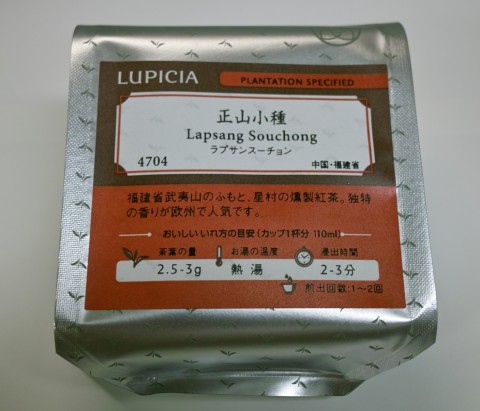 LUPICIA
PLANTATION SPECIFIED
正山小種
Lapsang Souchong
ラプサンスーチョン
4704
中国・福建省
福建省武夷山のふもと、星村の燻製紅茶。独特
の香りが欧州で人気です。
おいしいいれ方の目安(カップ1杯分 110ml)
茶葉の量 お湯の温度 浸出時間
2.5-3g 熱湯 2-3分
煎出回数:1~2回